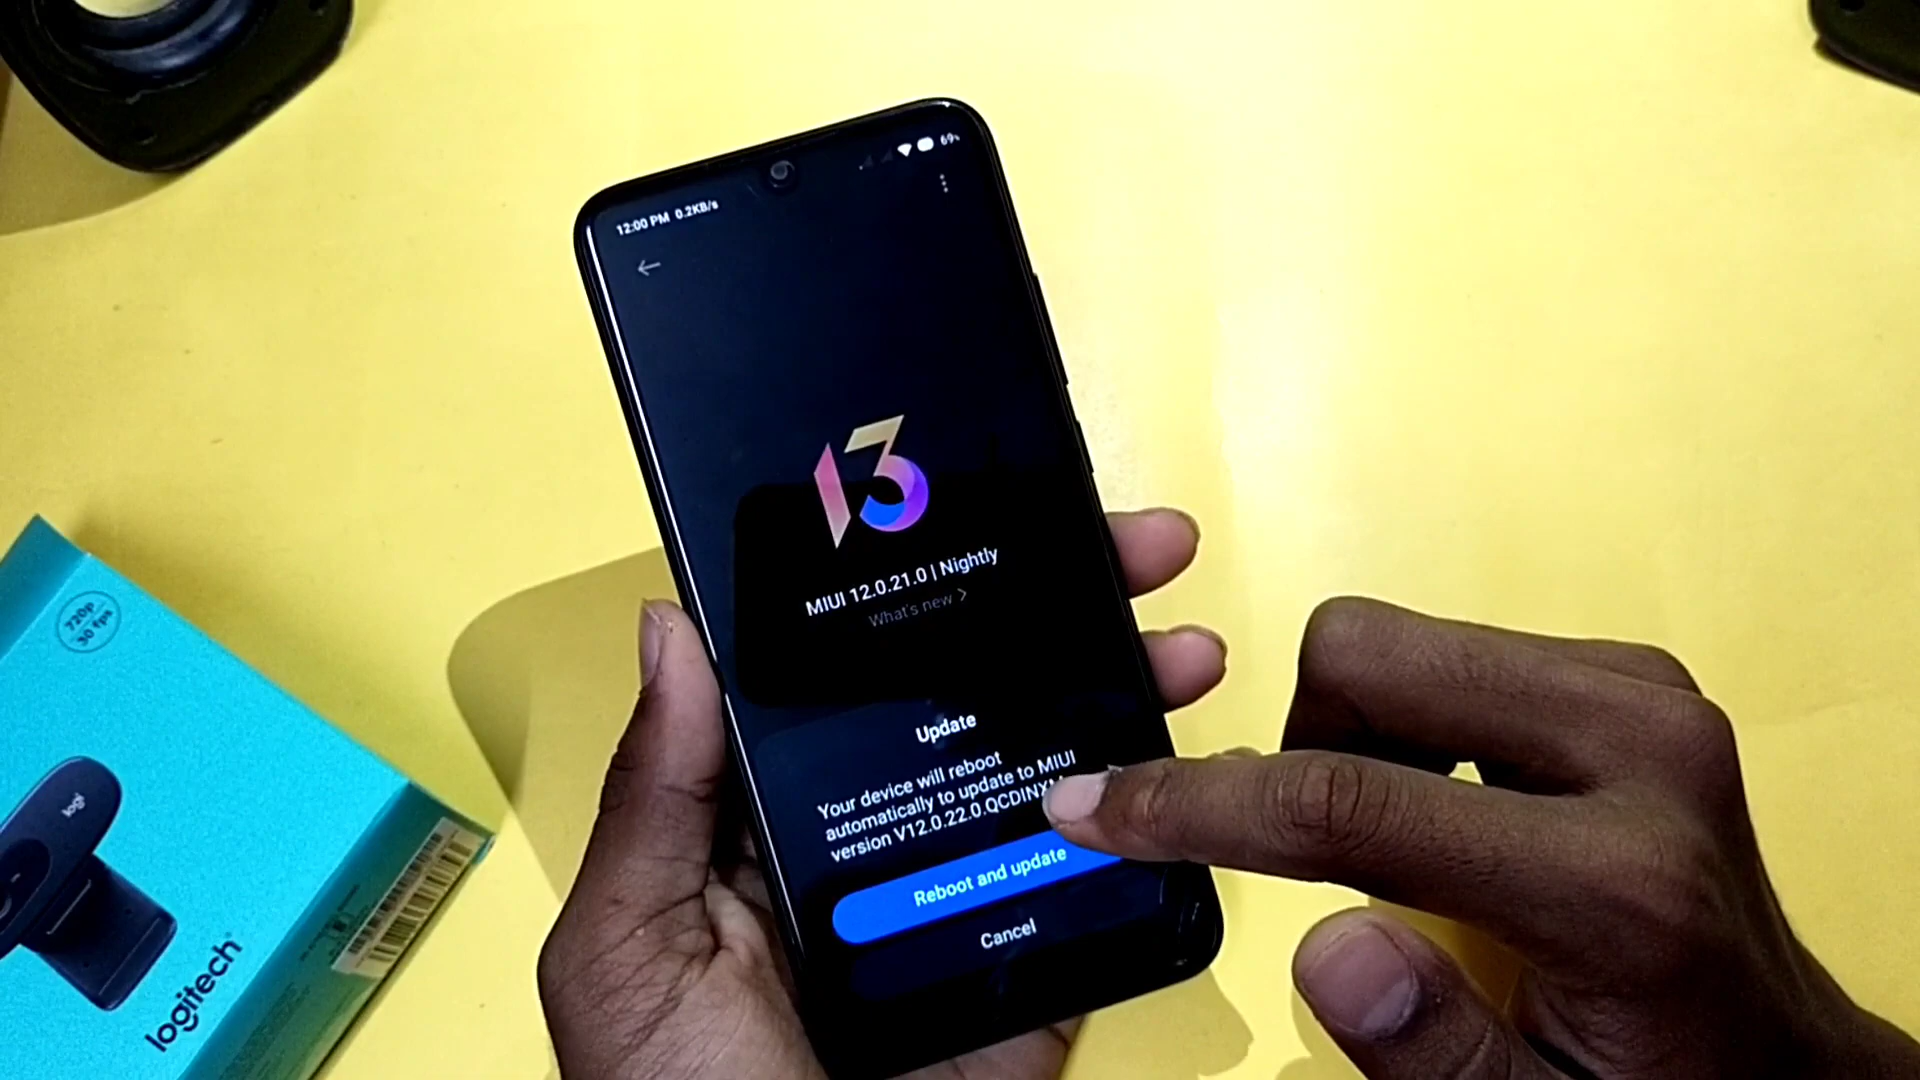 12:00 PM 0.2KB/s
69%
13
MIUI 12.0.21.0 | Nightly
What's new >
Update
Your device will reboot
automatically to update to MIUI
version V12.0.22.0.QCDINXM
Reboot and update
Cancel
720p
30 fps
logi
logitech